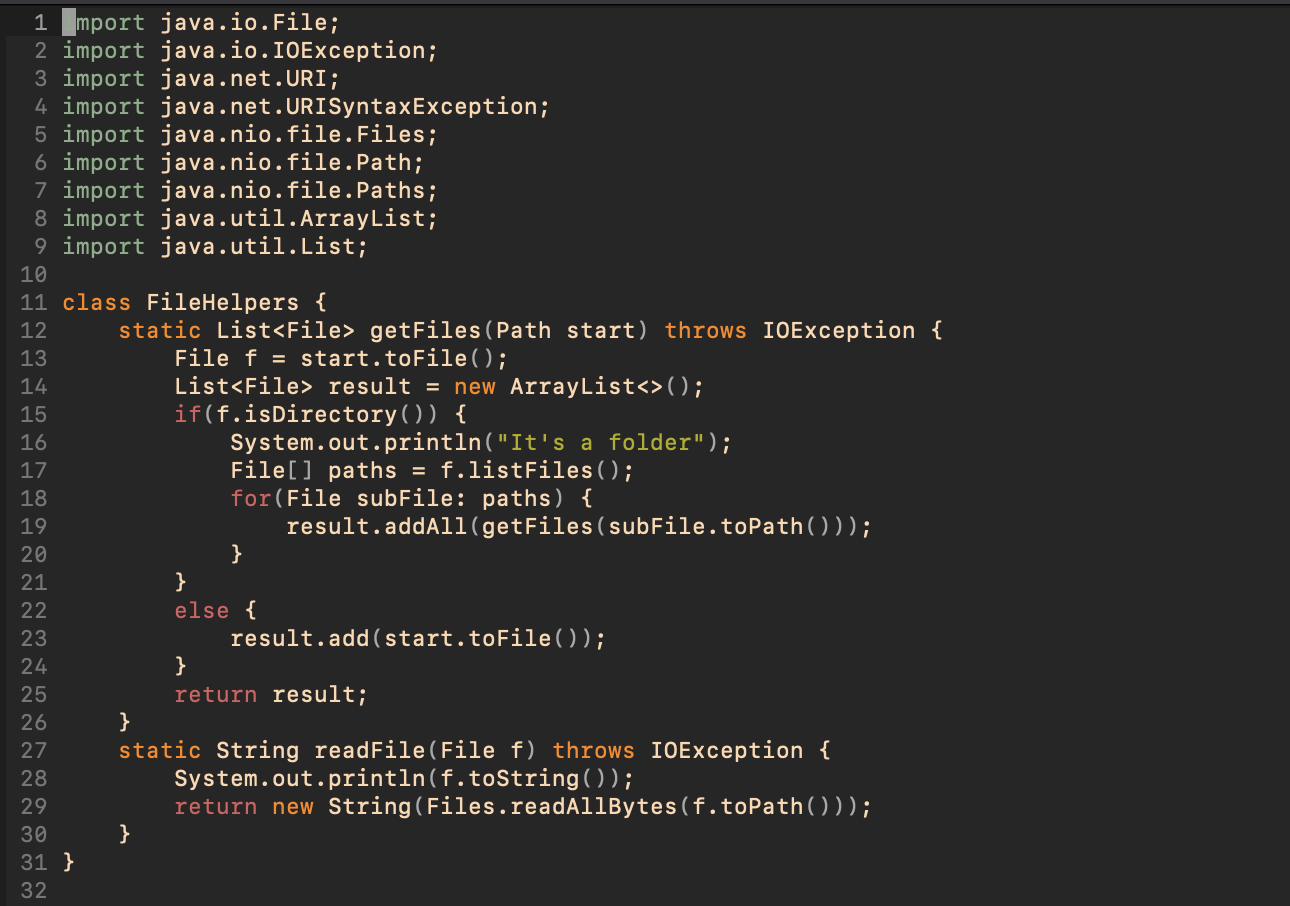 1 import java.io.File;
2 import java.io.IOException;
3 import java.net.URI;
4 import java.net.URISyntaxException;
5 import java.nio.file.Files;
6 import java.nio.file.Path;
7 import java.nio.file.Paths;
8 import java.util.ArrayList;
9 import java.util.List;
10
11 class FileHelpers {
12     static List<File> getFiles(Path start) throws IOException {
13         File f = start.toFile();
14         List<File> result = new ArrayList<>();
15         if(f.isDirectory()) {
16             System.out.println("It's a folder");
17             File[] paths = f.listFiles();
18             for(File subFile: paths) {
19                 result.addAll(getFiles(subFile.toPath()));
20             }
21         }
22         else {
23             result.add(start.toFile());
24         }
25         return result;
26     }
27     static String readFile(File f) throws IOException {
28         System.out.println(f.toString());
29         return new String(Files.readAllBytes(f.toPath()));
30     }
31 }
32